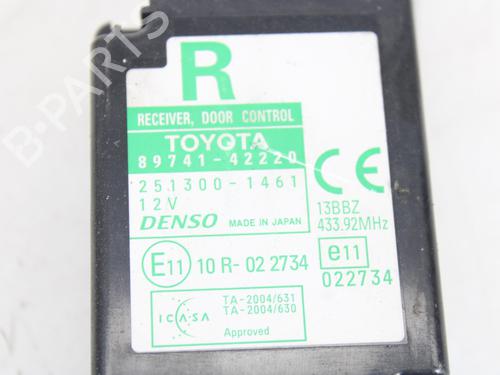 R
RECEIVER, DOOR CONTROL
TOYOTA
89741-42220
251300-1461
12V
DENSO MADE IN JAPAN
CE
13BBZ
433.92MHz
E11 10 R- 02 2734
e11
022734
ICASA
TA-2004/631
TA-2004/630
Approved
B-PARTS